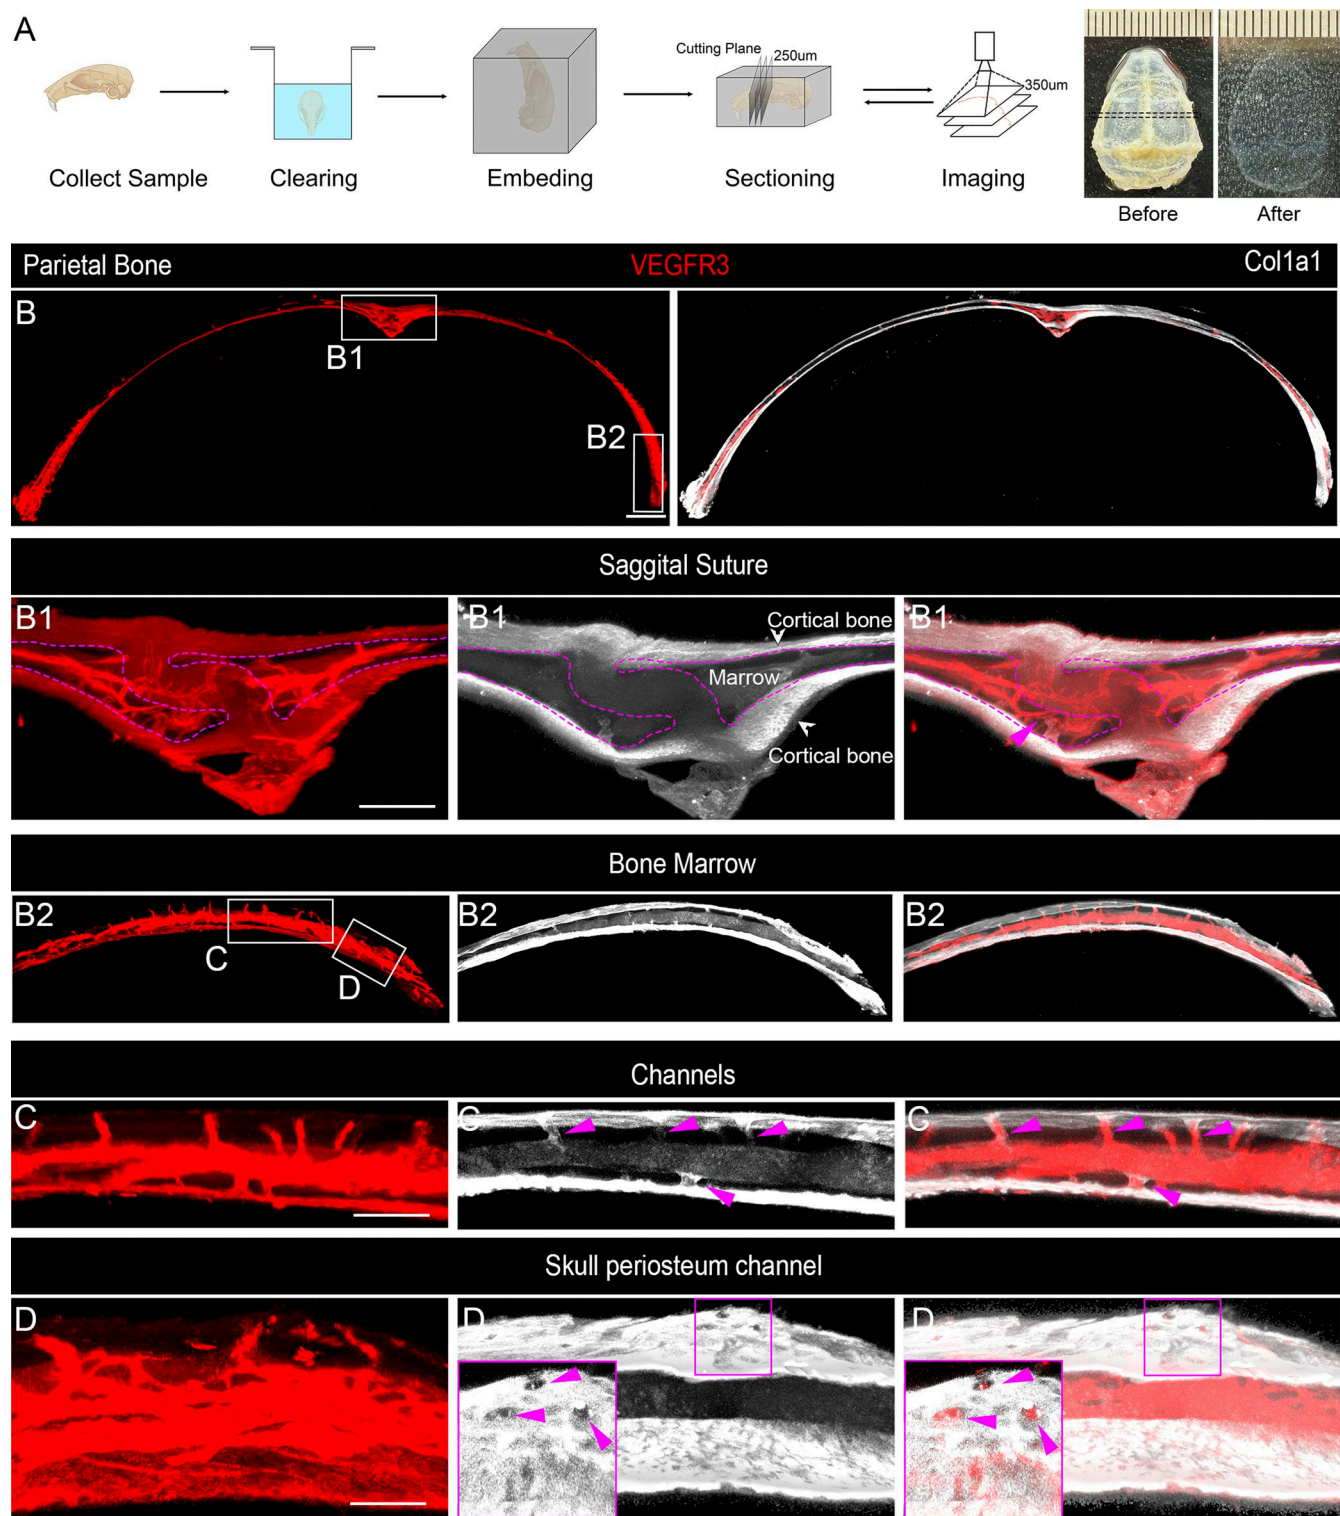 A
Cutting Plane
250um
350um
Collect Sample
Clearing
Embeding
Sectioning
Imaging
Before
After
Parietal Bone
VEGFR3
Col1a1
B
B1
B2
Saggital Suture
B1
B1
Cortical bone
Marrow
Cortical bone
B1
Bone Marrow
B2
C
D
B2
B2
Channels
C
C
C
Skull periosteum channel
D
D
D